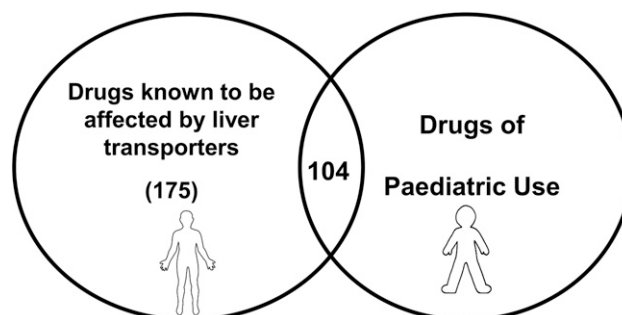 Drugs known to be
affected by liver
transporters
(175)
104
Drugs of
Paediatric Use